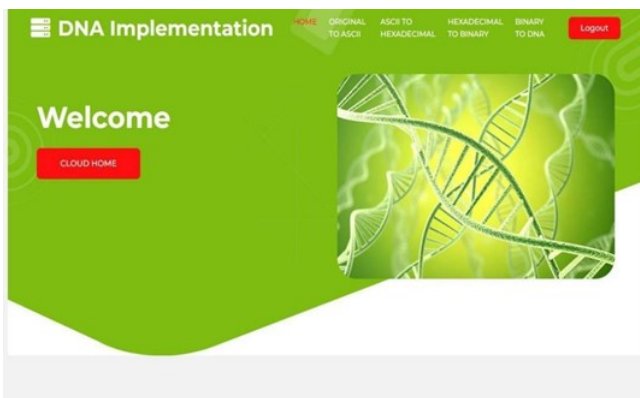 DNA Implementation
HOME
ORIGINAL
TO ASCII
ASCII TO
HEXADECIMAL
HEXADECIMAL
TO BINARY
BINARY
TO DNA
Logout
Welcome
CLOUD HOME